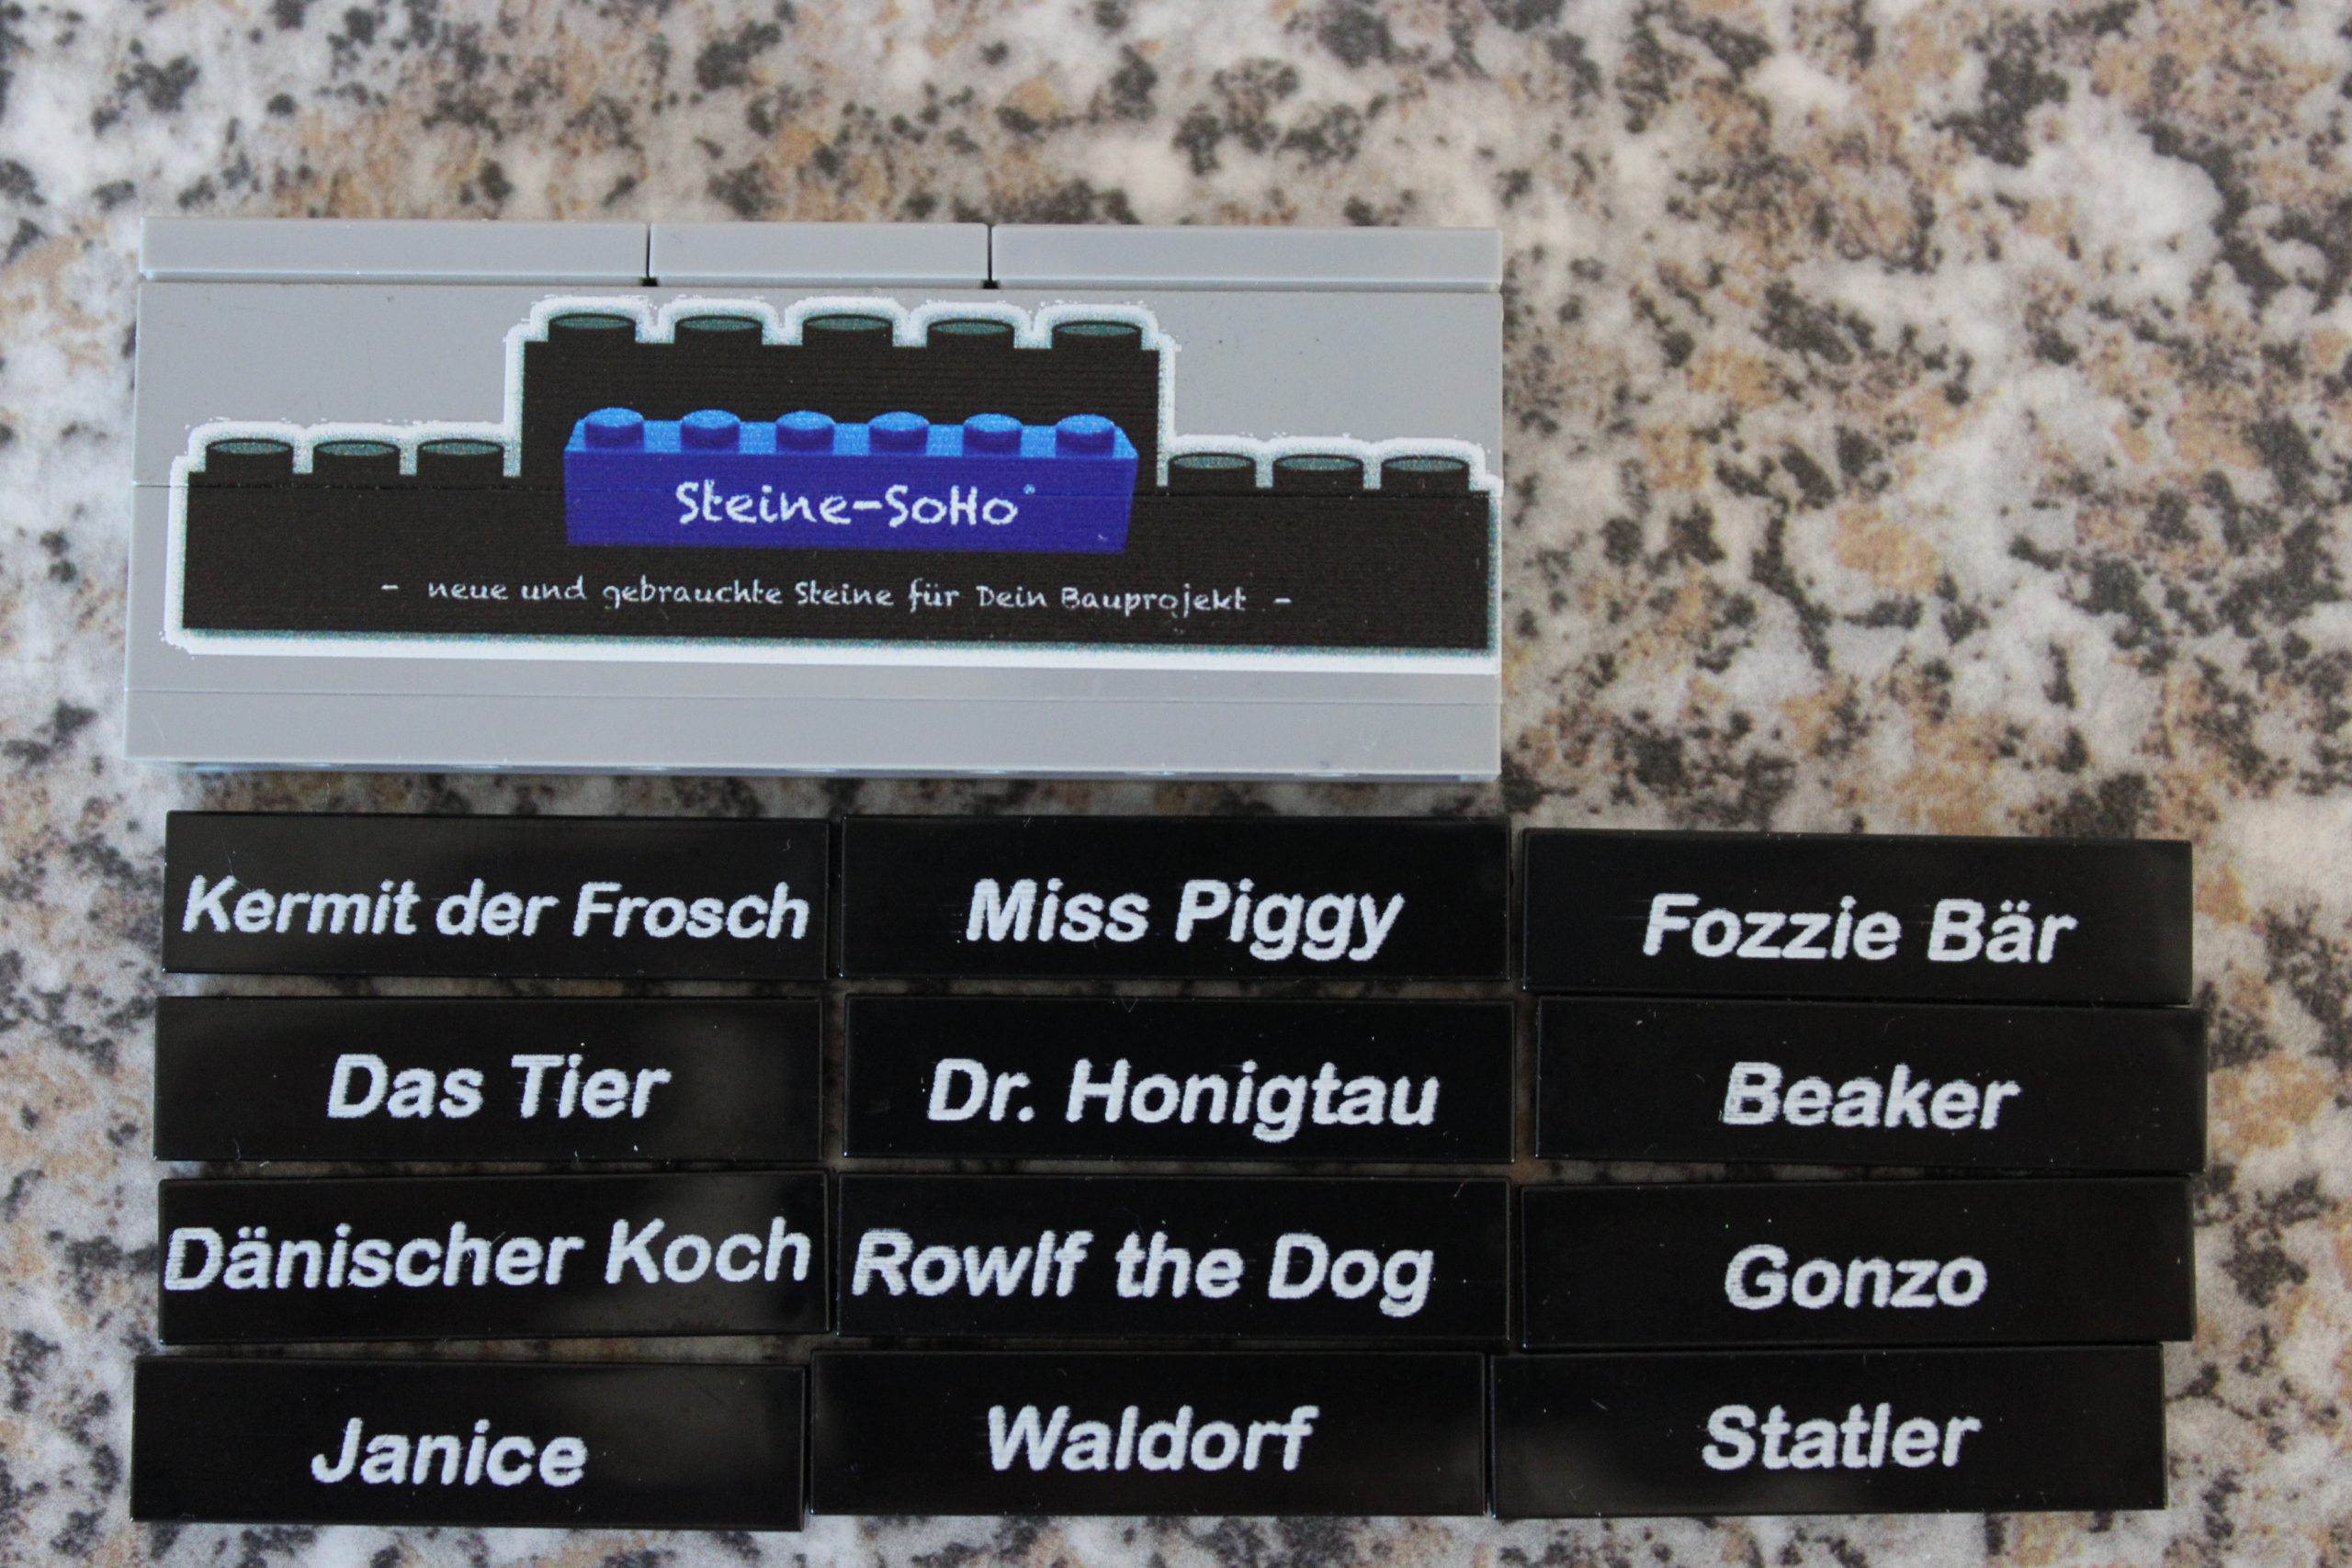 Steine-SoHo®
- neue und gebrauchte Steine für Dein Bauprojekt -
Kermit der Frosch
Miss Piggy
Fozzie Bär
Das Tier
Dr. Honigtau
Beaker
Dänischer Koch
Rowlf the Dog
Gonzo
Janice
Waldorf
Statler